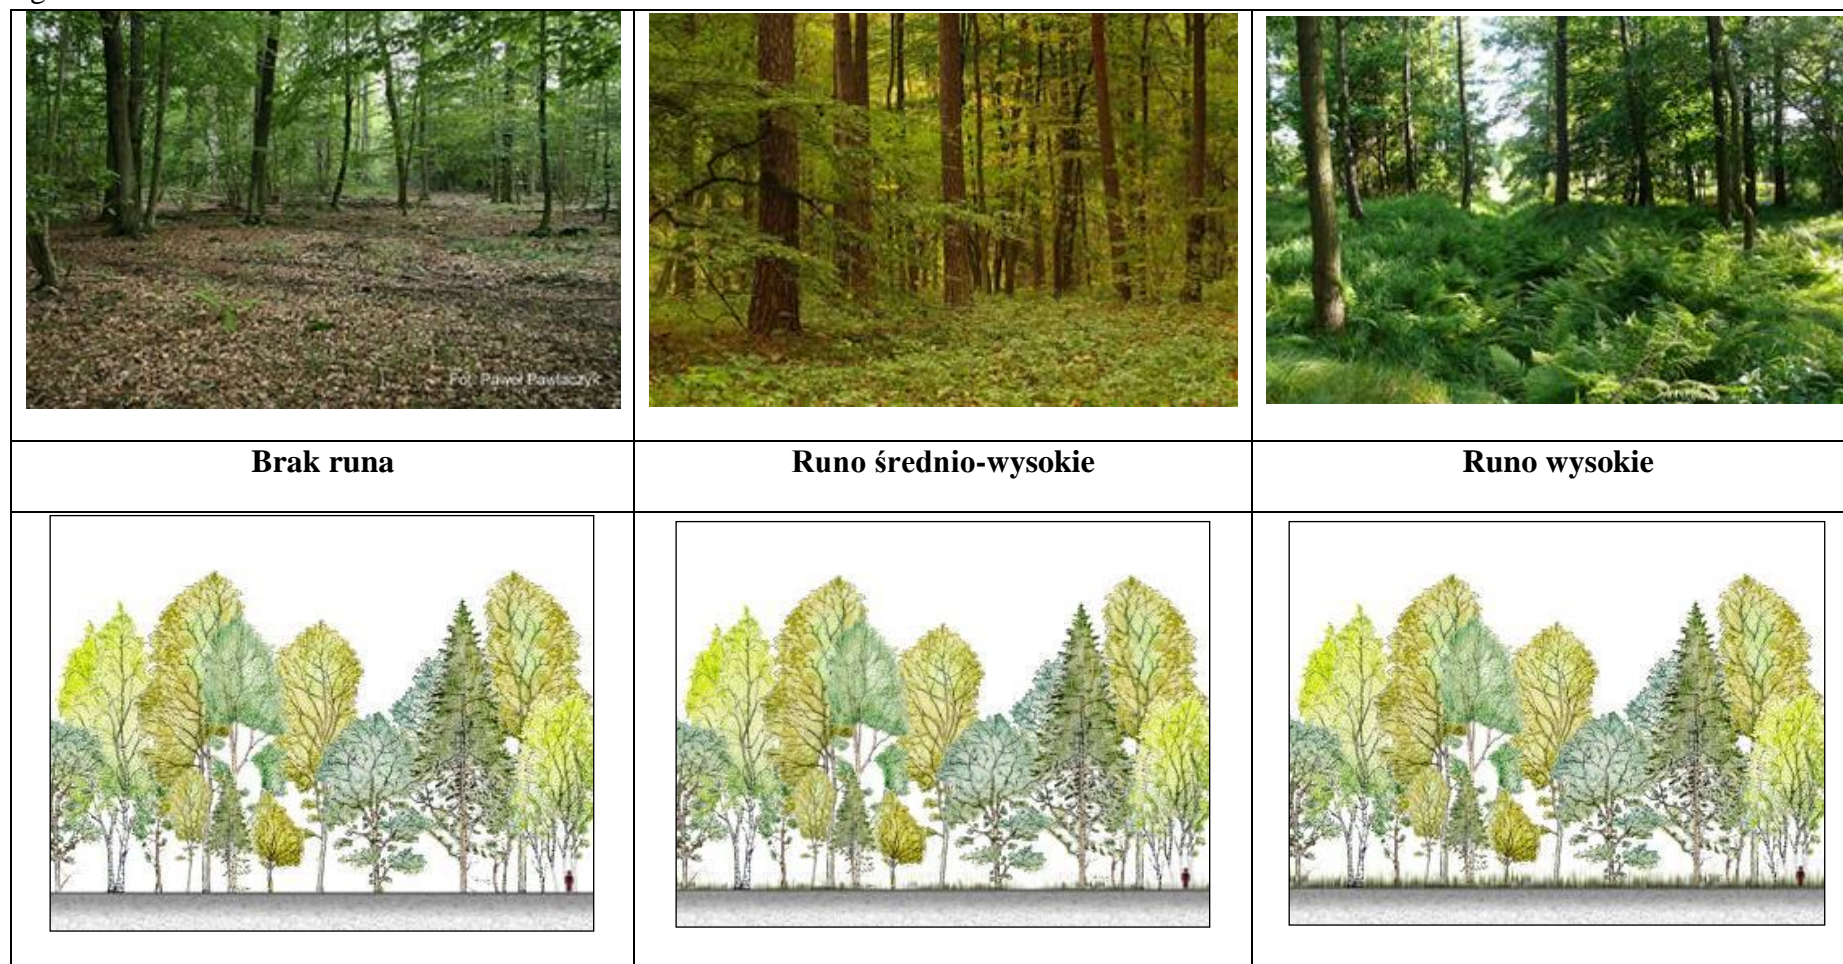 Fot. Paweł Pawlaczyk
Brak runa
Runo średnio-wysokie
Runo wysokie